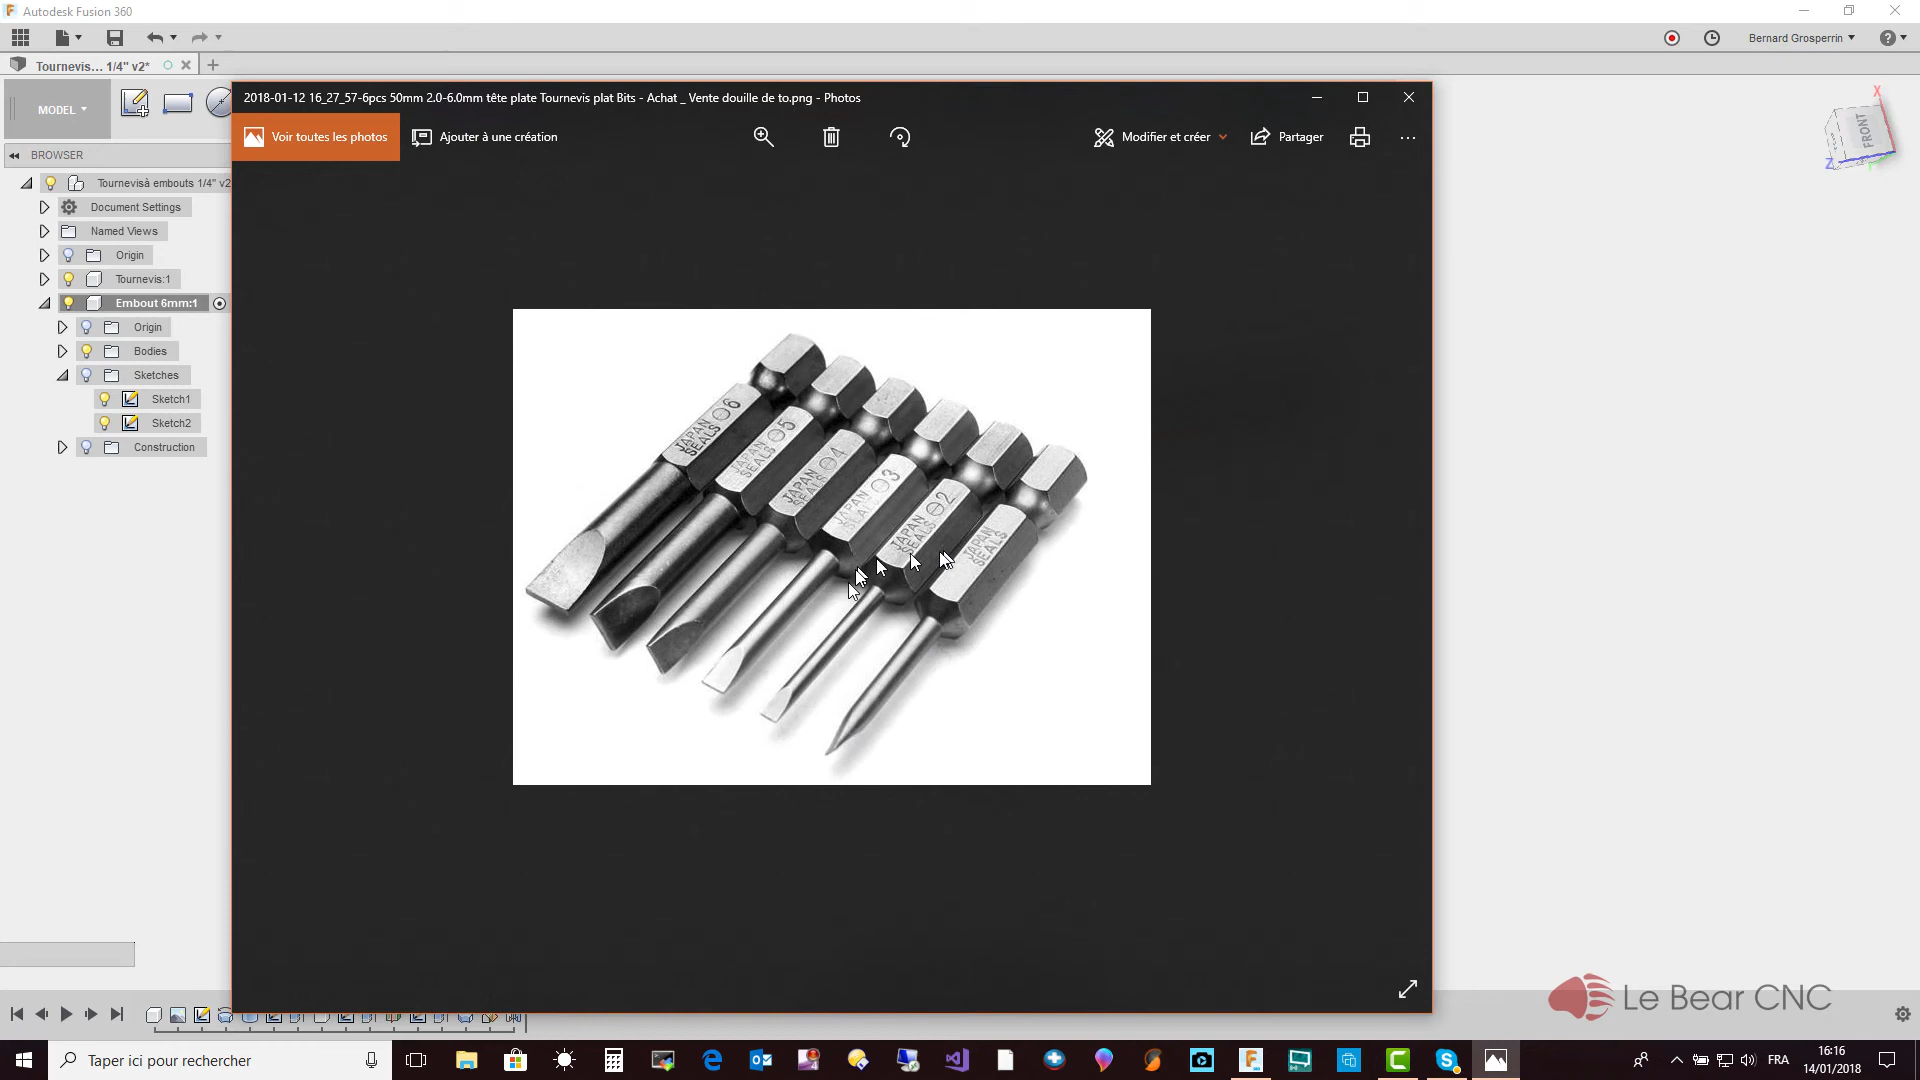 Autodesk Fusion 360
Bernard Grosperrin
Tournevis... 1/4" v2*
MODEL
2018-01-12 16_27_57-6pcs 50mm 2.0-6.0mm tête plate Tournevis plat Bits - Achat _ Vente douille de to.png - Photos
Voir toutes les photos
Ajouter à une création
Modifier et créer
Partager
FRONT
X
Z
BROWSER
Tournevisà embouts 1/4" v2
Document Settings
Named Views
Origin
Tournevis:1
Embout 6mm:1
Origin
Bodies
Sketches
Sketch1
Sketch2
Construction
JAPAN SEALS 6
JAPAN SEALS 5
JAPAN SEALS 4
JAPAN SEALS 3
JAPAN SEALS 2
JAPAN SEALS
Le Bear CNC
Taper ici pour rechercher
FRA
16:16
14/01/2018